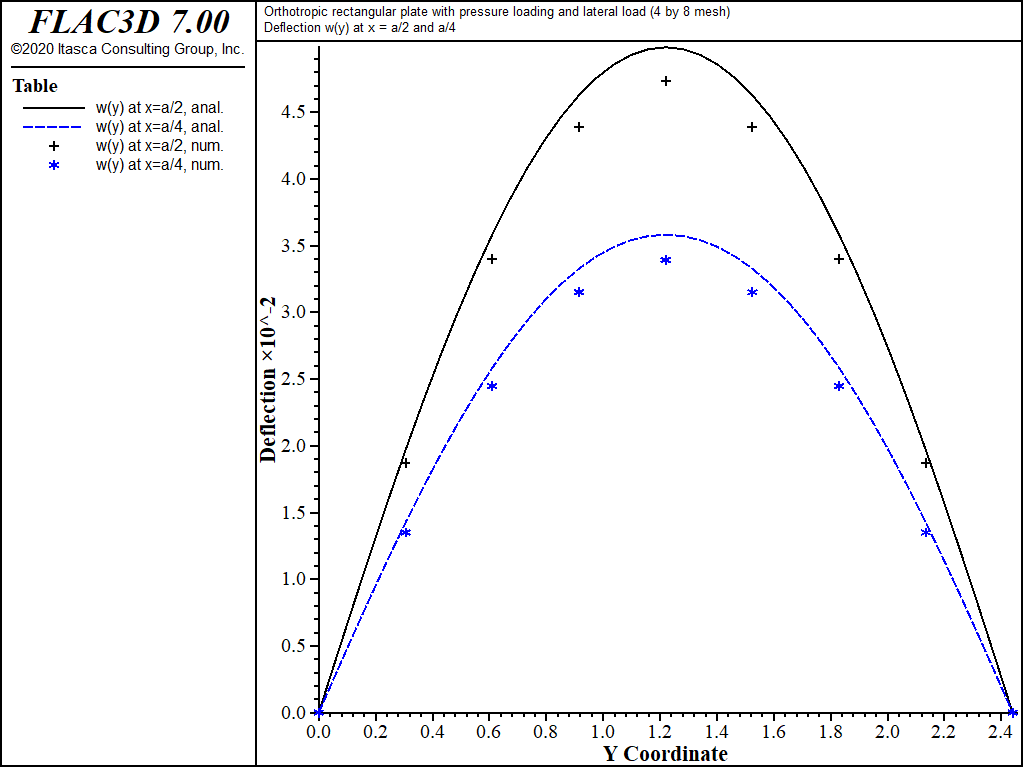 FLAC3D 7.00
©2020 Itasca Consulting Group, Inc.
Table
w(y) at x=a/2, anal.
w(y) at x=a/4, anal.
w(y) at x=a/2, num.
w(y) at x=a/4, num.
Orthotropic rectangular plate with pressure loading and lateral load (4 by 8 mesh)
Deflection w(y) at x = a/2 and a/4
Deflection ×10^-2
4.5
4.0
3.5
3.0
2.5
2.0
1.5
1.0
0.5
0.0
0.0 0.2 0.4 0.6 0.8 1.0 1.2 1.4 1.6 1.8 2.0 2.2 2.4
Y Coordinate